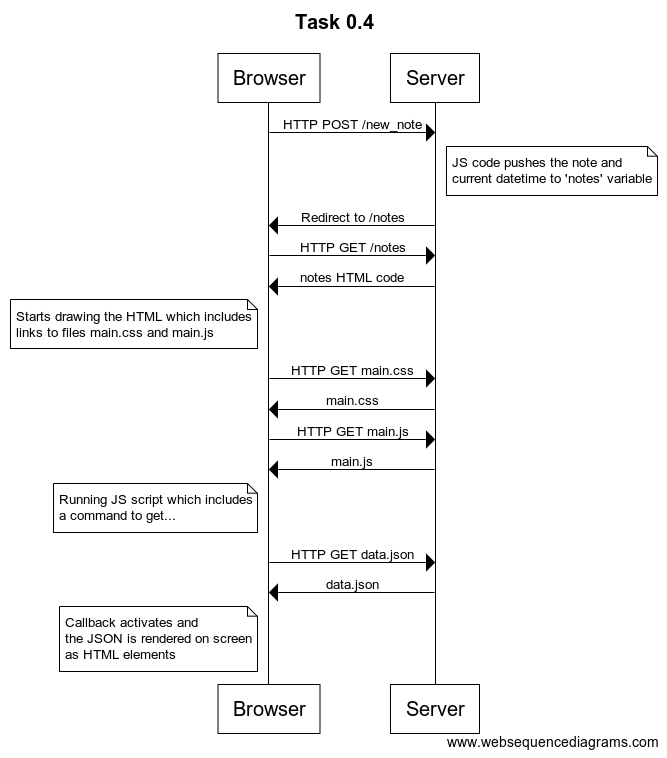 Task 0.4
Browser
Server
HTTP POST /new_note
JS code pushes the note and
current datetime to 'notes' variable
Redirect to /notes
HTTP GET /notes
notes HTML code
Starts drawing the HTML which includes
links to files main.css and main.js
HTTP GET main.css
main.css
HTTP GET main.js
main.js
Running JS script which includes
a command to get...
HTTP GET data.json
data.json
Callback activates and
the JSON is rendered on screen
as HTML elements
Browser
Server
www.websequencediagrams.com